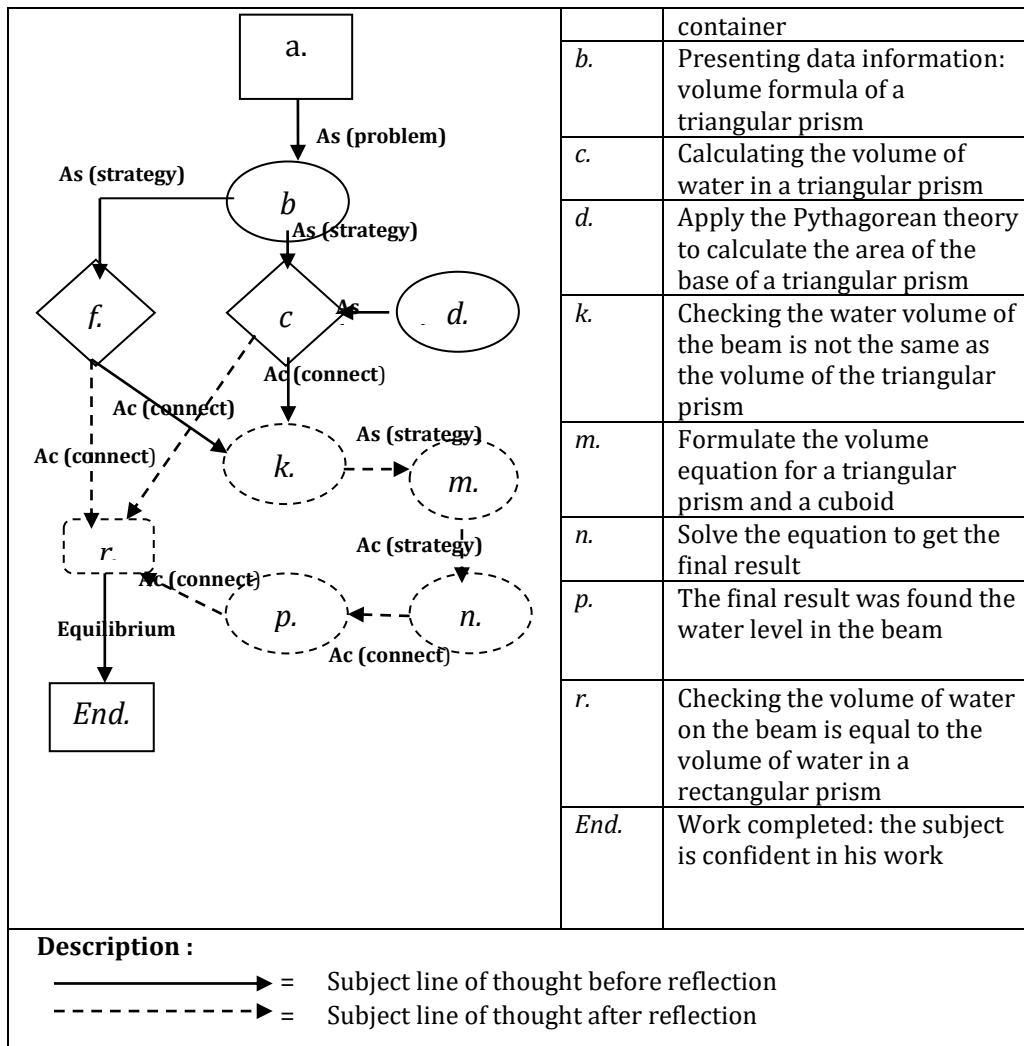 a.
As (problem)
As (strategy)
b
As (strategy)
f.
c
As
d.
Ac (connect)
Ac (connect)
As (strategy)
Ac (connect)
k.
m.
Ac (strategy)
r.
Ac (connect)
p.
n.
Equilibrium
Ac (connect)
End.
container
b.
Presenting data information:
volume formula of a
triangular prism
c.
Calculating the volume of
water in a triangular prism
d.
Apply the Pythagorean theory
to calculate the area of the
base of a triangular prism
k.
Checking the water volume of
the beam is not the same as
the volume of the triangular
prism
m.
Formulate the volume
equation for a triangular
prism and a cuboid
n.
Solve the equation to get the
final result
p.
The final result was found the
water level in the beam
r.
Checking the volume of water
on the beam is equal to the
volume of water in a
rectangular prism
End.
Work completed: the subject
is confident in his work
Description :
= Subject line of thought before reflection
= Subject line of thought after reflection